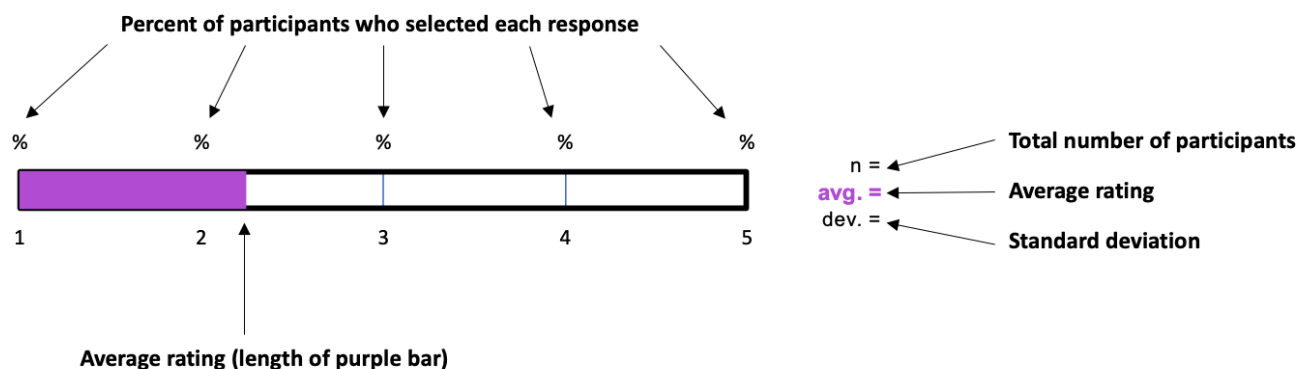 Percent of participants who selected each response
% % % % %
Total number of participants
n =
avg. =
Average rating
dev. =
Standard deviation
1 2 3 4 5
Average rating (length of purple bar)